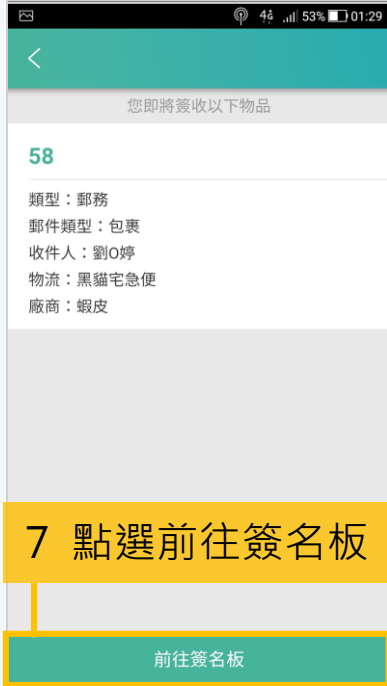 4G 53% 01:29
您即將簽收以下物品
58
類型：郵務
郵件類型：包裹
收件人：劉O婷
物流：黑貓宅急便
廠商：蝦皮
7 點選前往簽名板
前往簽名板